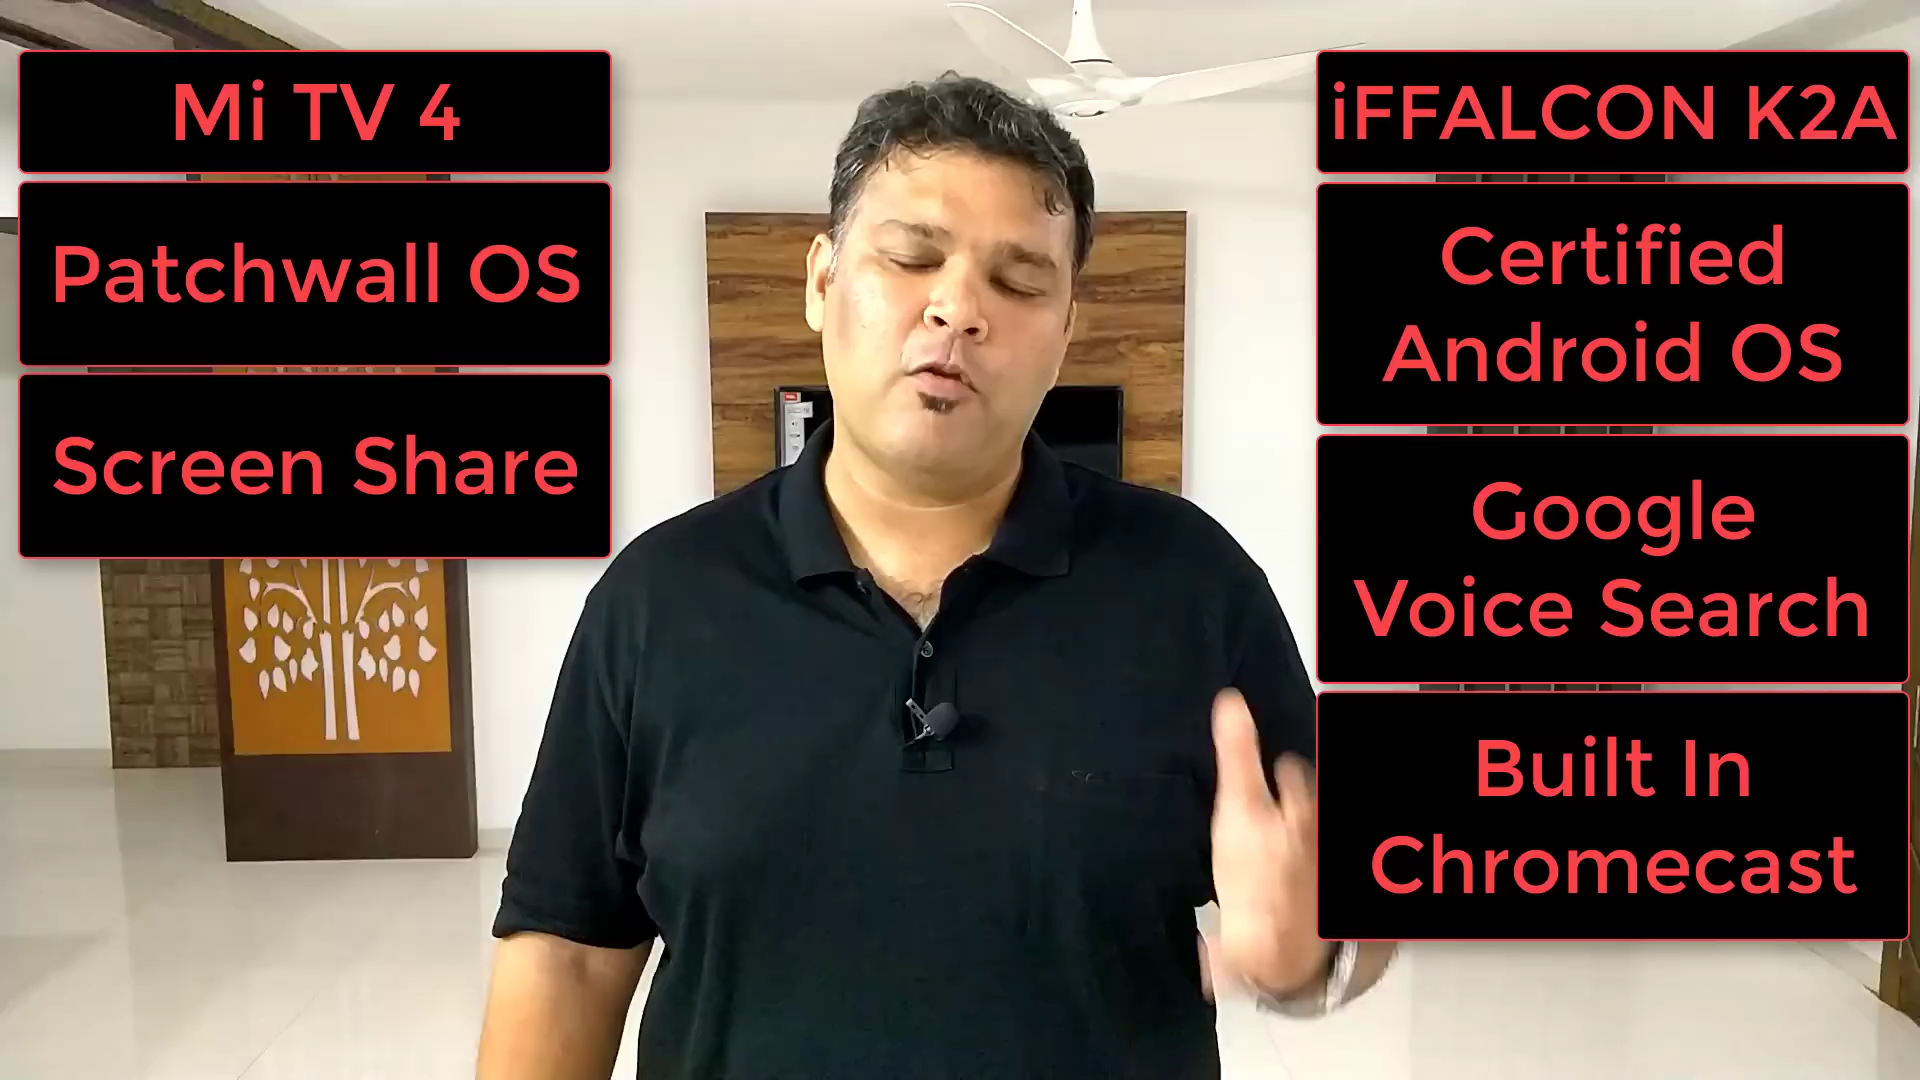 Mi TV 4
Patchwall OS
Screen Share
iFFALCON K2A
Certified
Android OS
Google
Voice Search
Built In
Chromecast